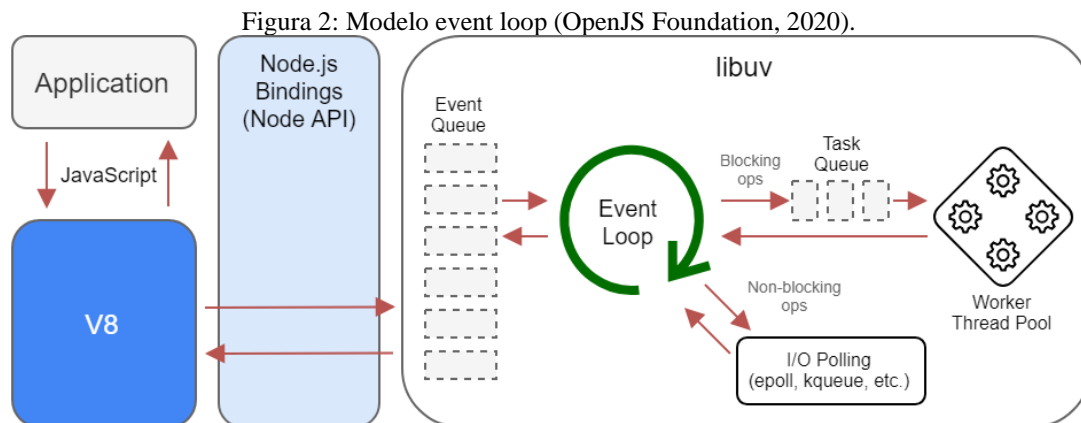 Figura 2: Modelo event loop (OpenJS Foundation, 2020).
Application
JavaScript
V8
Node.js
Bindings
(Node API)
libuv
Event
Queue
Event
Loop
Blocking
ops
Task
Queue
Worker
Thread Pool
Non-blocking
ops
I/O Polling
(epoll, kqueue, etc.)